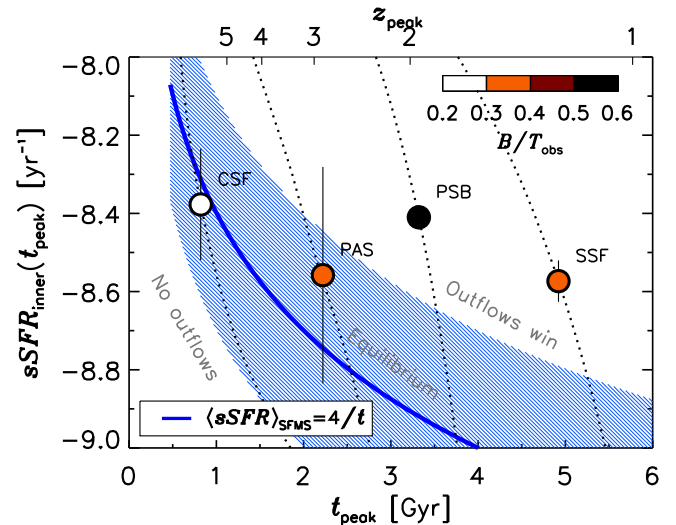 z_peak
5 4 3 2 1
-8.0
-8.2
-8.4
-8.6
-8.8
-9.0
sSFR_inner(t_peak) [yr⁻¹]
0.2 0.3 0.4 0.5 0.6
B/T_obs
CSF
PAS
PSB
SSF
No outflows
Equilibrium
Outflows win
⟨sSFR⟩_SFMS=4/t
0 1 2 3 4 5 6
t_peak [Gyr]